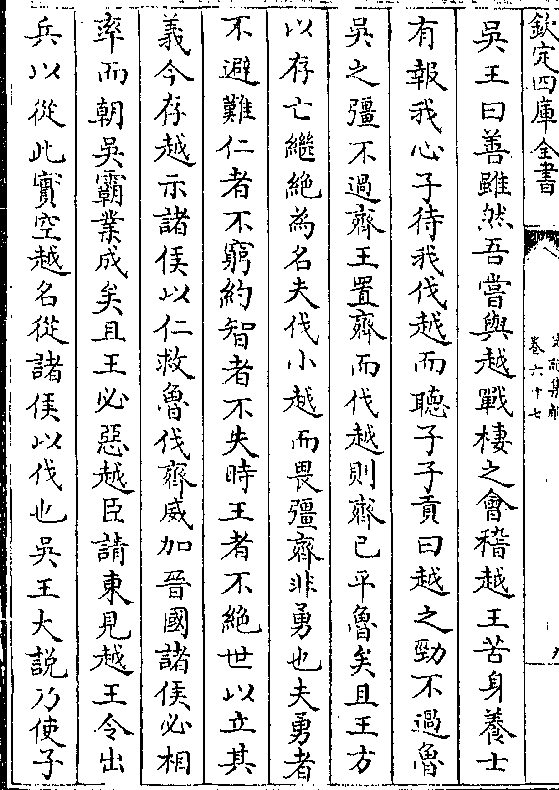 欽定四庫全書
卷六十七
吳王曰善雖然吾嘗與越戰棲之會稽越王苦身養士
有報我心子待我伐越而聽子子貢曰越之勁不過魯
吳之彊不過齊王置齊而伐越則齊已平魯矣且王方
以存亡繼絶為名夫伐小越而畏彊齊非勇也夫勇者
不避難仁者不窮約智者不失時王者不絶世以立其
義今存越示諸侯以仁救魯伐齊威加晉國諸侯必相
率而朝吳霸業成矣且王必惡越臣請東見越王令出
兵以從此實空越名從諸侯以伐也吳王大說乃使子